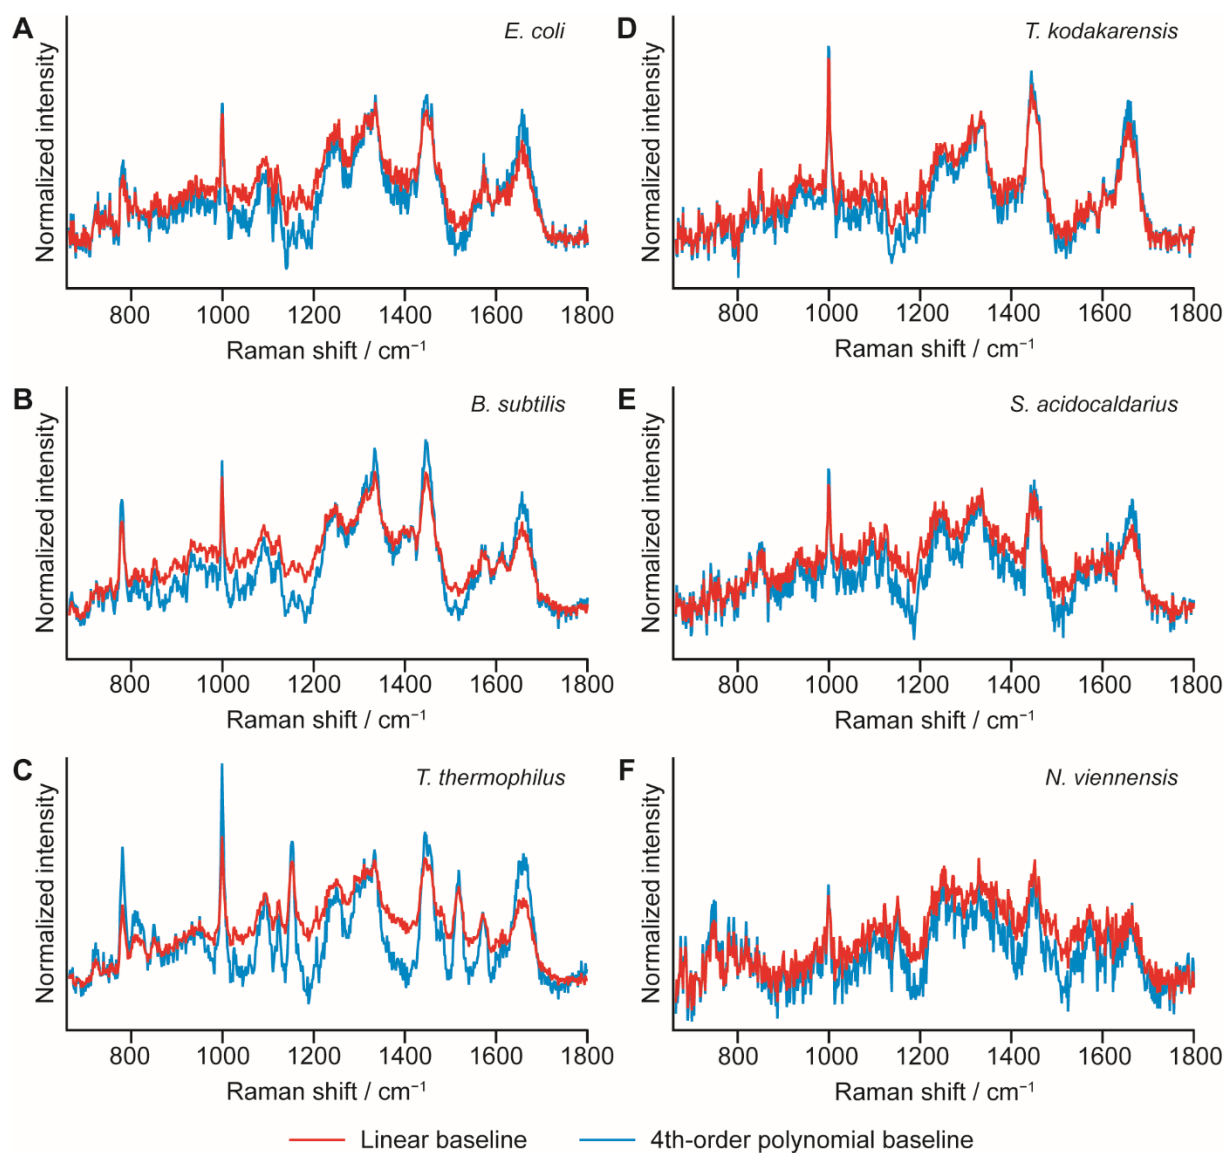 A
E. coli
Normalized intensity
800 1000 1200 1400 1600 1800
Raman shift / cm⁻¹
D
T. kodakarensis
Normalized intensity
800 1000 1200 1400 1600 1800
Raman shift / cm⁻¹
B
B. subtilis
Normalized intensity
800 1000 1200 1400 1600 1800
Raman shift / cm⁻¹
E
S. acidocaldarius
Normalized intensity
800 1000 1200 1400 1600 1800
Raman shift / cm⁻¹
C
T. thermophilus
Normalized intensity
800 1000 1200 1400 1600 1800
Raman shift / cm⁻¹
F
N. viennensis
Normalized intensity
800 1000 1200 1400 1600 1800
Raman shift / cm⁻¹
Linear baseline
4th-order polynomial baseline